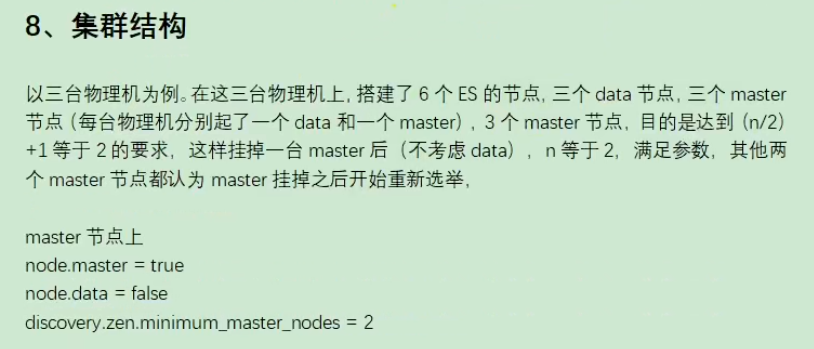 8、集群结构
以三台物理机为例。在这三台物理机上，搭建了 6 个 ES 的节点，三个 data 节点，三个 master
节点（每台物理机分别起了一个 data 和一个 master），3 个 master 节点，目的是达到（n/2）
+1 等于 2 的要求，这样挂掉一台 master 后（不考虑 data），n 等于 2，满足参数，其他两
个 master 节点都认为 master 挂掉之后开始重新选举，
master 节点上
node.master = true
node.data = false
discovery.zen.minimum_master_nodes = 2